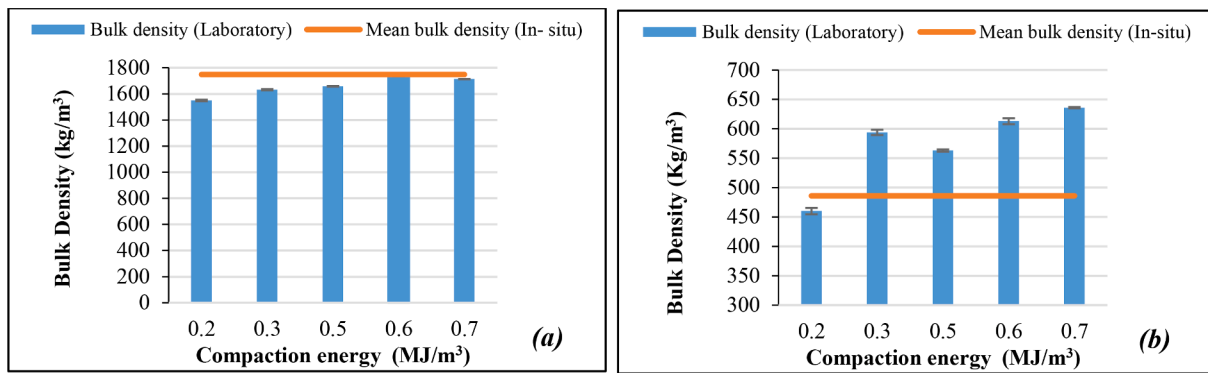 Bulk density (Laboratory) Mean bulk density (In- situ)
1800
1600
1400
1200
1000
800
600
400
200
0
Bulk Density (kg/m³)
0.2 0.3 0.5 0.6 0.7
Compaction energy (MJ/m³)
(a)
Bulk density (Laboratory) Mean bulk density (In-situ)
700
650
600
550
500
450
400
350
300
Bulk Density (Kg/m³)
0.2 0.3 0.5 0.6 0.7
Compaction energy (MJ/m³)
(b)